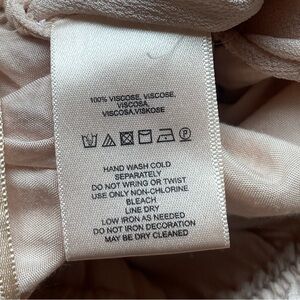 100% VISCOSE, VISCOSE,
VISCOSA,
VISCOSA,VISKOSE
P
HAND WASH COLD
SEPARATELY
DO NOT WRING OR TWIST
USE ONLY NON-CHLORINE
BLEACH
LINE DRY
LOW IRON AS NEEDED
DO NOT IRON DECORATION
MAY BE DRY CLEANED